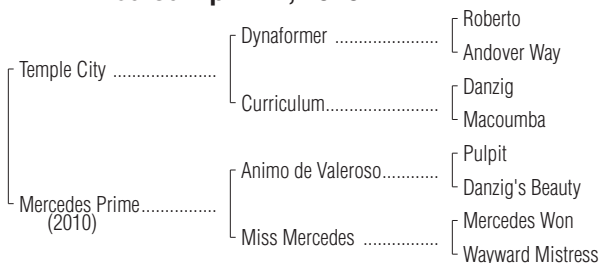 Roberto
Dynaformer ..................
Andover Way
Temple City ......................
Danzig
Curriculum........................
Macoumba
Pulpit
Animo de Valeroso............
Danzig's Beauty
Mercedes Prime................
(2010)
Mercedes Won
Miss Mercedes ................
Wayward Mistress